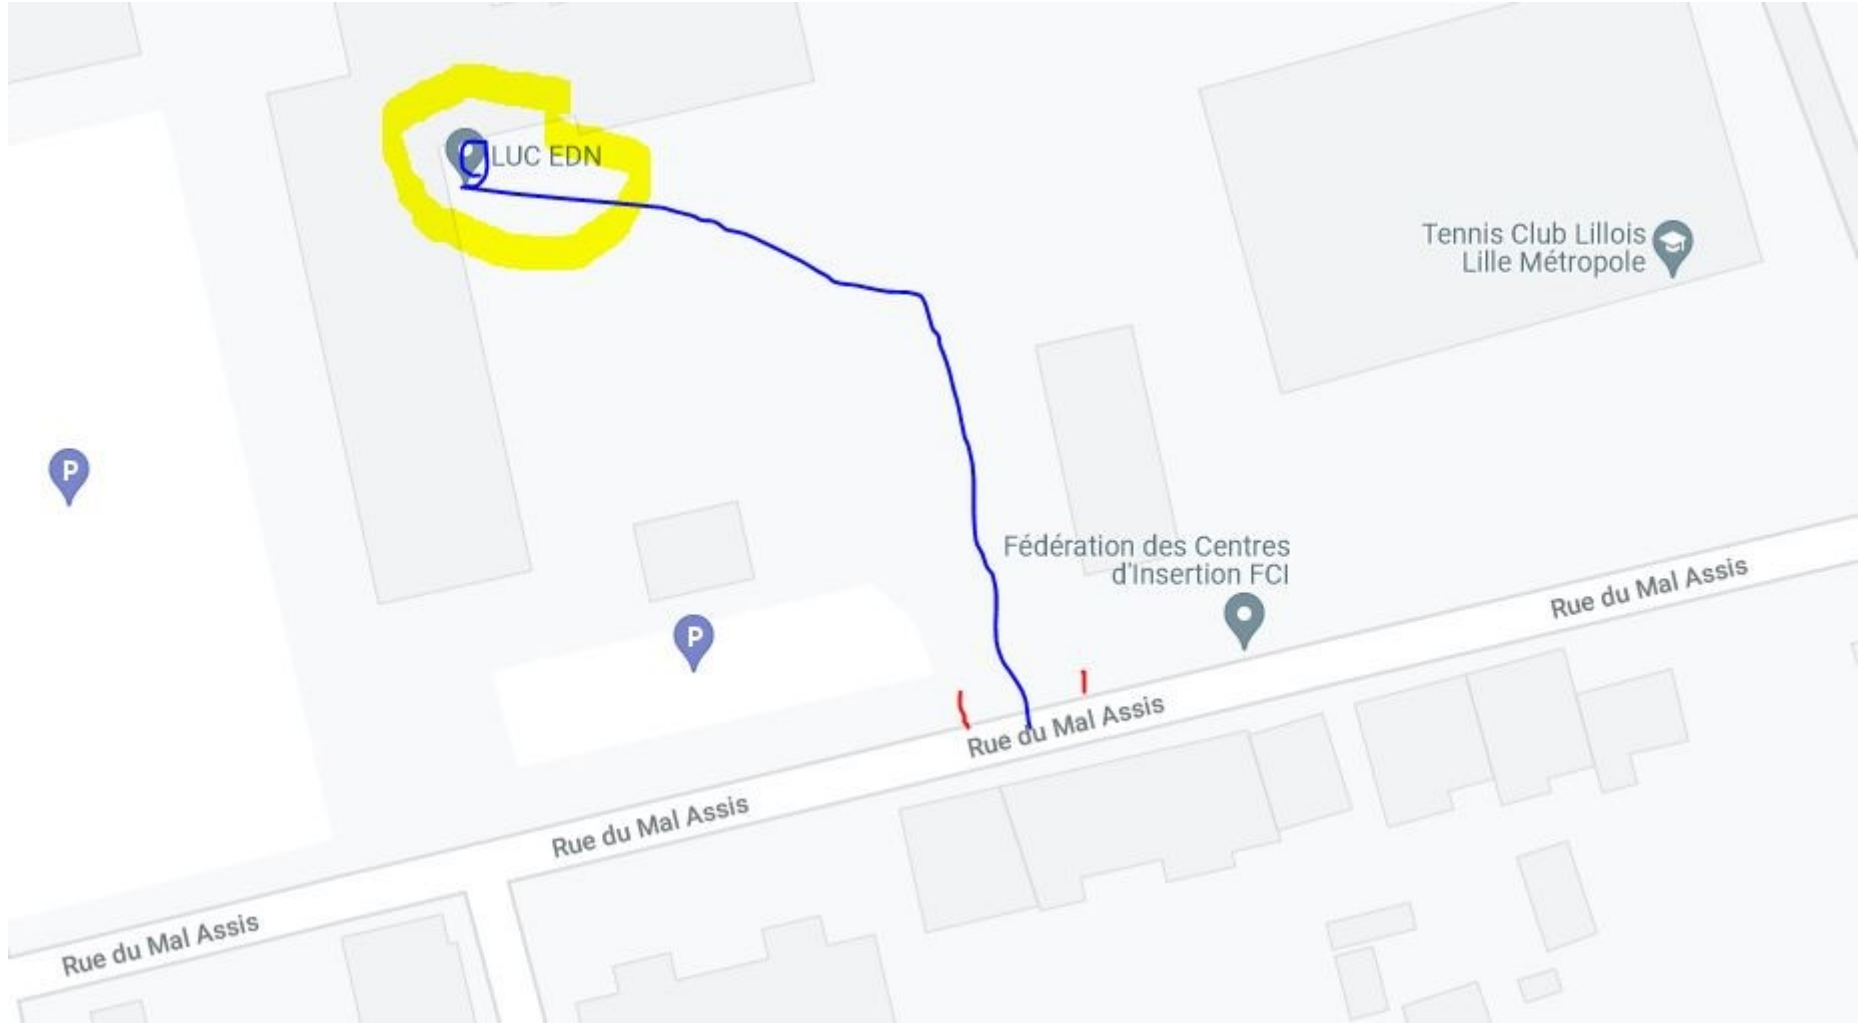 LUC EDN
Tennis Club Lillois
Lille Métropole
P
Fédération des Centres
d'Insertion FCI
Rue du Mal Assis
P
Rue du Mal Assis
Rue du Mal Assis
Rue du Mal Assis